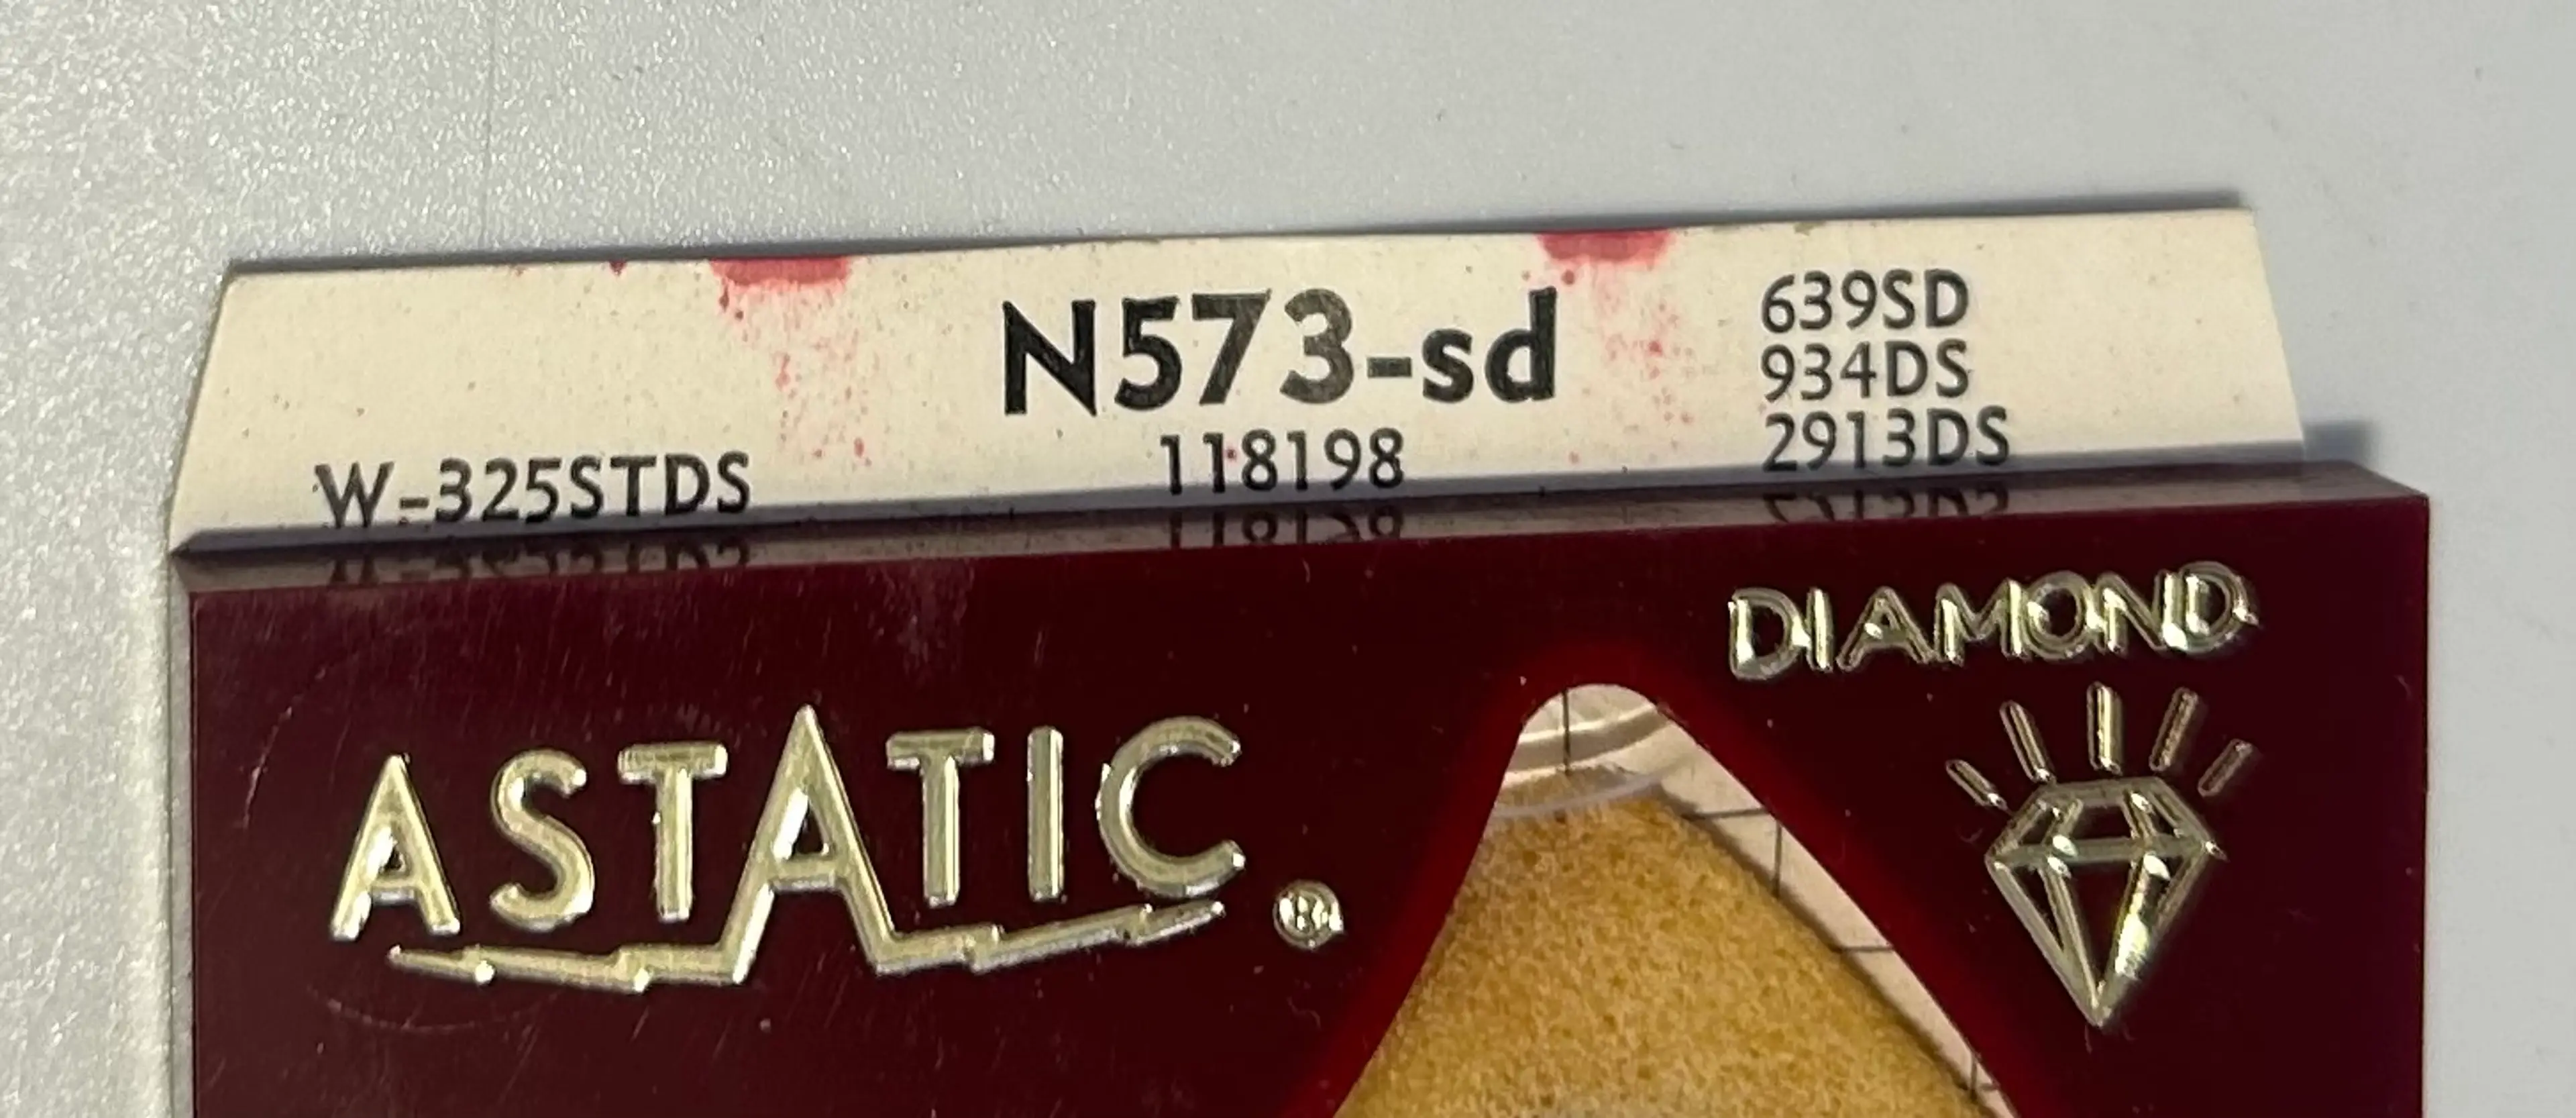 N573-sd
118198
W-325STDS
639SD
934DS
2913DS
DIAMOND
ASTATIC®